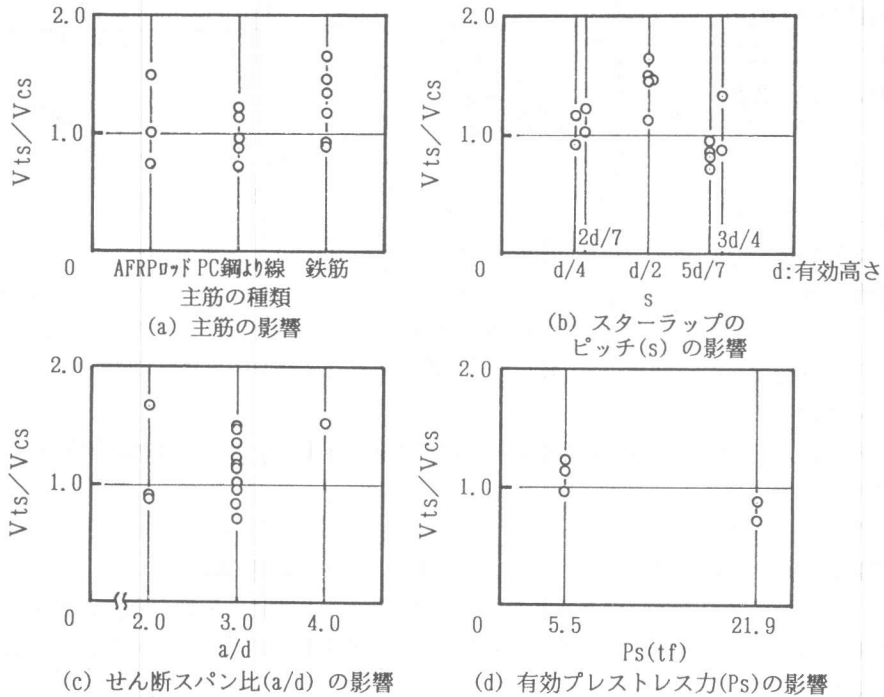 2.0
1.0
0
Vts/Vcs
AFRPロッド PC鋼より線 鉄筋
主筋の種類
(a) 主筋の影響
2.0
1.0
0
Vts/Vcs
2d/7
3d/4
d/4 d/2 5d/7 d:有効高さ
s
(b) スターラップの
ピッチ(s) の影響
2.0
1.0
0
Vts/Vcs
2.0 3.0 4.0
a/d
(c) せん断スパン比(a/d) の影響
2.0
1.0
0
Vts/Vcs
5.5 21.9
Ps(tf)
(d) 有効プレストレス力(Ps)の影響